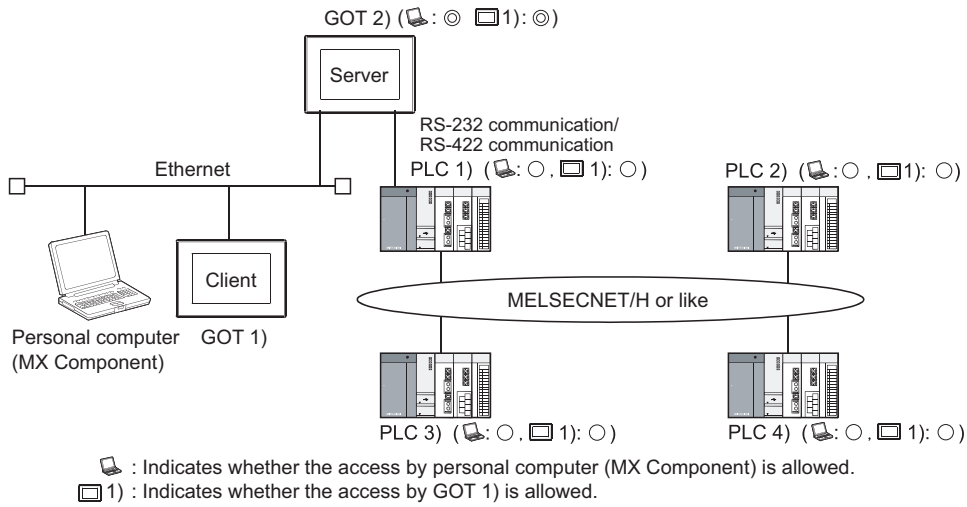 GOT 2) ( : ◎ 1): ◎)
Server
RS-232 communication/
RS-422 communication
Ethernet
PLC 1) ( : ○ , 1): ○ )
PLC 2) ( : ○ , 1): ○ )
Client
MELSECNET/H or like
Personal computer
(MX Component)
GOT 1)
PLC 3) ( : ○ , 1): ○ )
PLC 4) ( : ○ , 1): ○ )
: Indicates whether the access by personal computer (MX Component) is allowed.
1) : Indicates whether the access by GOT 1) is allowed.